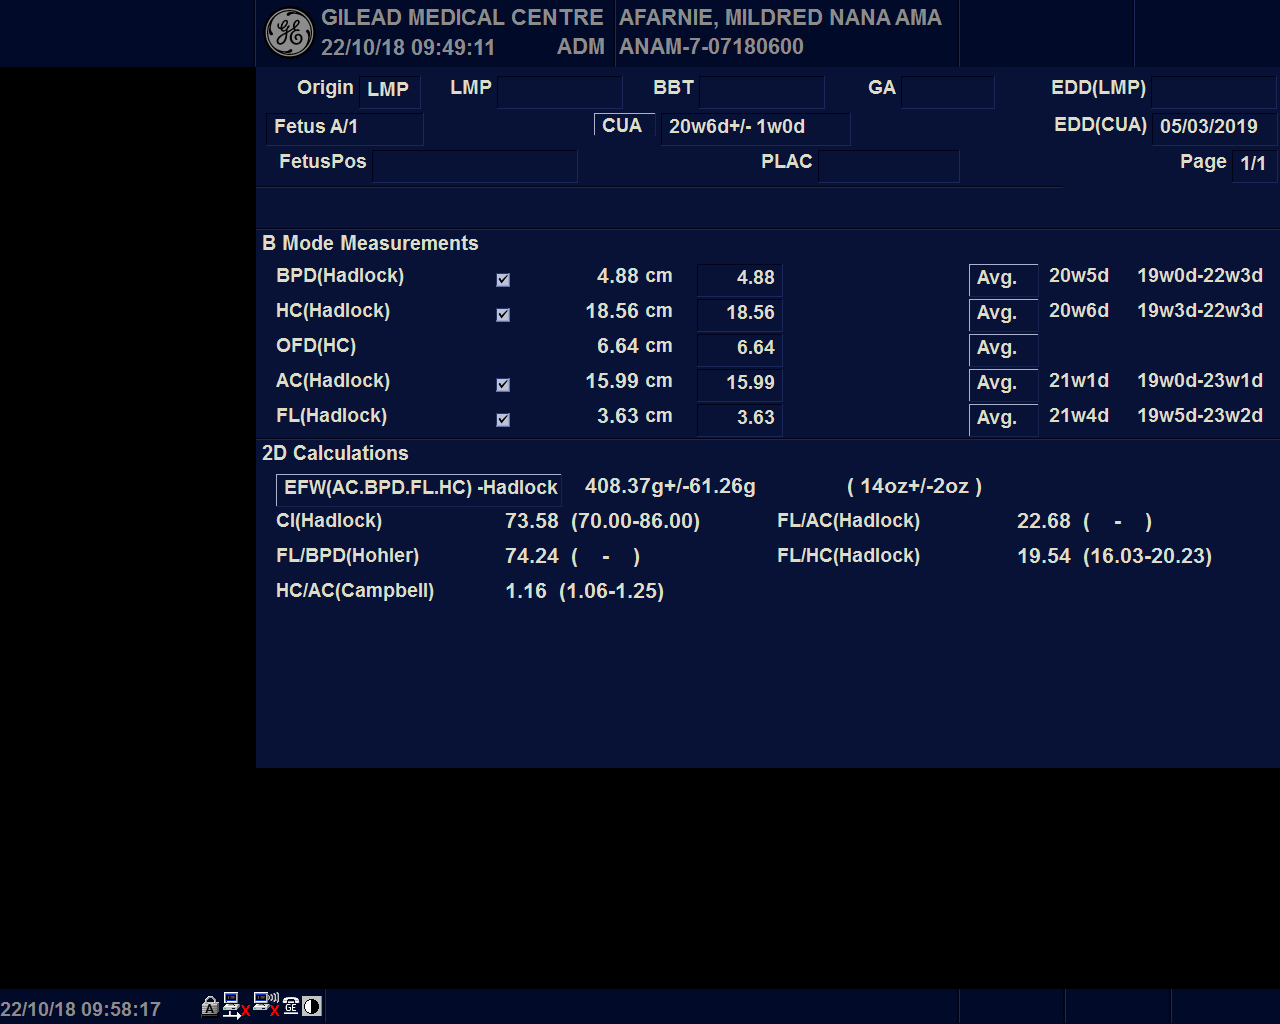 GILEAD MEDICAL CENTRE AFARNIE, MILDRED NANA AMA
22/10/18 09:49:11 ADM ANAM-7-07180600
Origin LMP LMP BBT GA EDD(LMP)
Fetus A/1 CUA 20w6d+/- 1w0d EDD(CUA) 05/03/2019
FetusPos PLAC Page 1/1
B Mode Measurements
BPD(Hadlock) 4.88 cm 4.88 Avg. 20w5d 19w0d-22w3d
HC(Hadlock) 18.56 cm 18.56 Avg. 20w6d 19w3d-22w3d
OFD(HC) 6.64 cm 6.64 Avg.
AC(Hadlock) 15.99 cm 15.99 Avg. 21w1d 19w0d-23w1d
FL(Hadlock) 3.63 cm 3.63 Avg. 21w4d 19w5d-23w2d
2D Calculations
EFW(AC.BPD.FL.HC) -Hadlock 408.37g+/-61.26g ( 14oz+/-2oz )
CI(Hadlock) 73.58 (70.00-86.00) FL/AC(Hadlock) 22.68 ( - )
FL/BPD(Hohler) 74.24 ( - ) FL/HC(Hadlock) 19.54 (16.03-20.23)
HC/AC(Campbell) 1.16 (1.06-1.25)
22/10/18 09:58:17 A GE